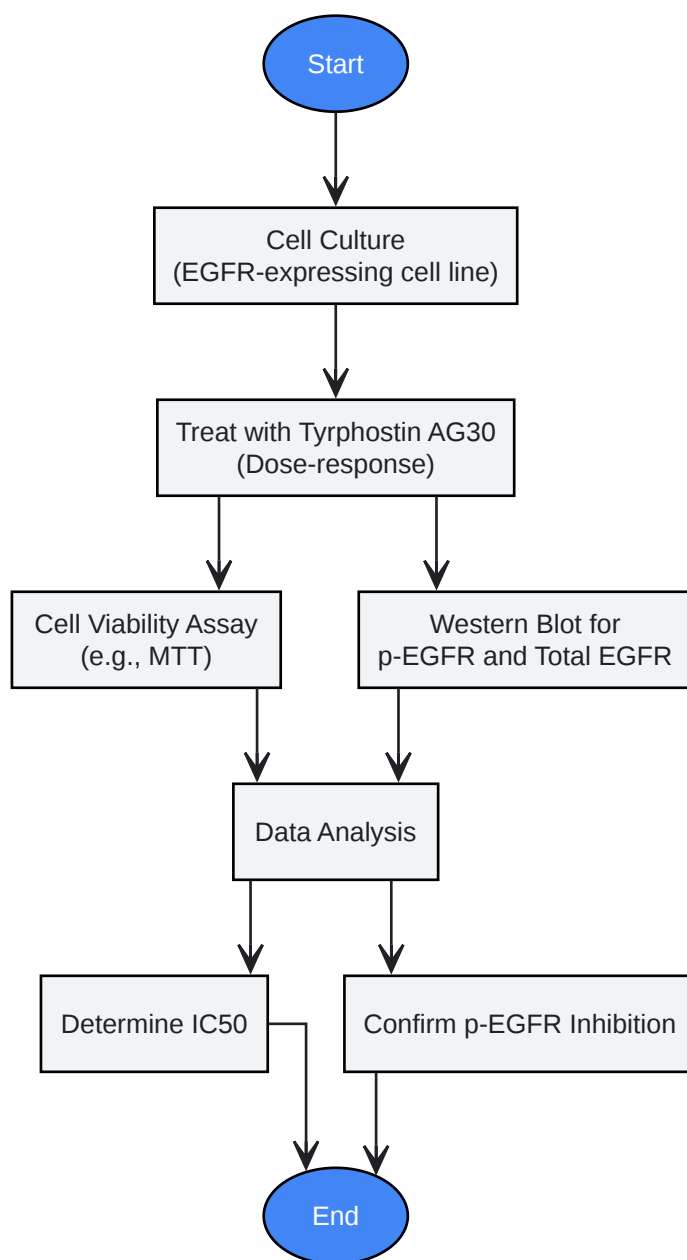 Start
Cell Culture
(EGFR-expressing cell line)
Treat with Tyrphostin AG30
(Dose-response)
Cell Viability Assay
(e.g., MTT)
Western Blot for
p-EGFR and Total EGFR
Data Analysis
Determine IC50
Confirm p-EGFR Inhibition
End